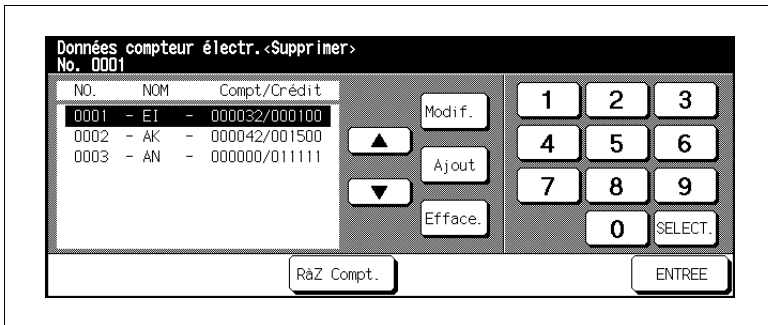 Données compteur électr.<Supprimer>
No. 0001
NO. NOM Compt/Crédit
0001 - EI - 000032/000100
0002 - AK - 000042/001500
0003 - AN - 000000/011111
Modif.
Ajout
Efface.
1 2 3
4 5 6
7 8 9
0 SELECT.
RàZ Compt.
ENTREE